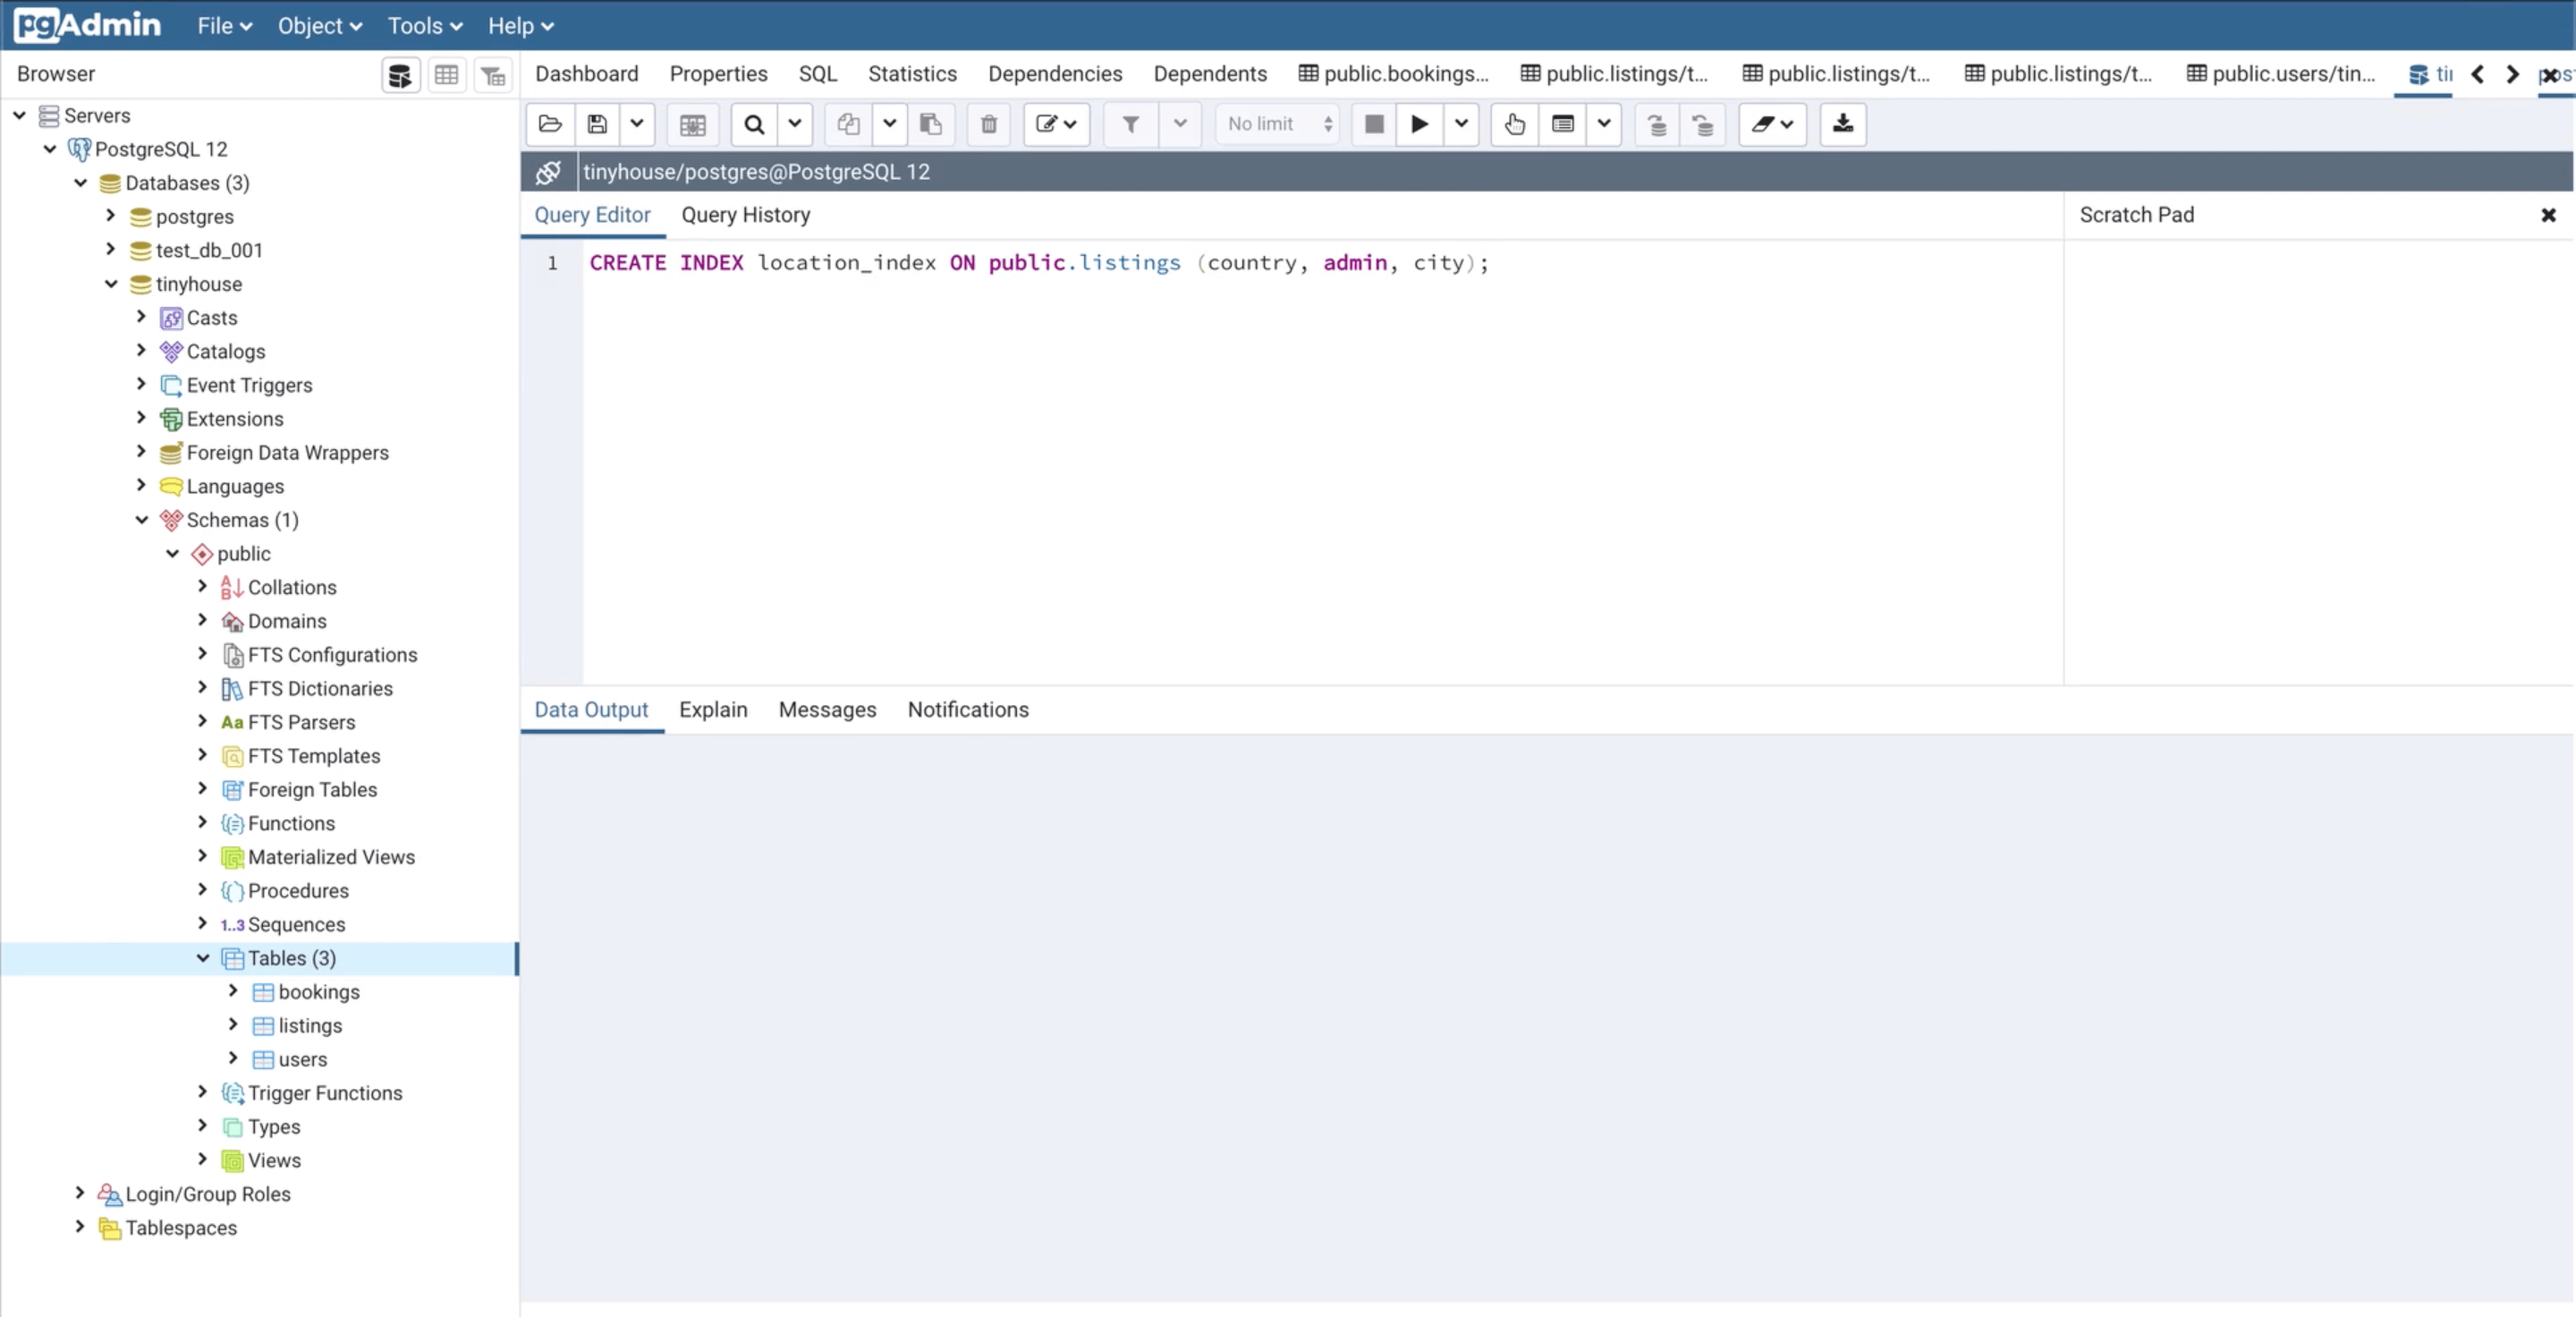 pgAdmin File Object Tools Help
Browser
Dashboard Properties SQL Statistics Dependencies Dependents public.bookings... public.listings/t... public.listings/t... public.listings/t... public.users/tin... ti pos
No limit
tinyhouse/postgres@PostgreSQL 12
Query Editor Query History
Scratch Pad
1 CREATE INDEX location_index ON public.listings (country, admin, city);
Data Output Explain Messages Notifications
Servers
PostgreSQL 12
Databases (3)
postgres
test_db_001
tinyhouse
Casts
Catalogs
Event Triggers
Extensions
Foreign Data Wrappers
Languages
Schemas (1)
public
Collations
Domains
FTS Configurations
FTS Dictionaries
Aa FTS Parsers
FTS Templates
Foreign Tables
Functions
Materialized Views
Procedures
1..3 Sequences
Tables (3)
bookings
listings
users
Trigger Functions
Types
Views
Login/Group Roles
Tablespaces